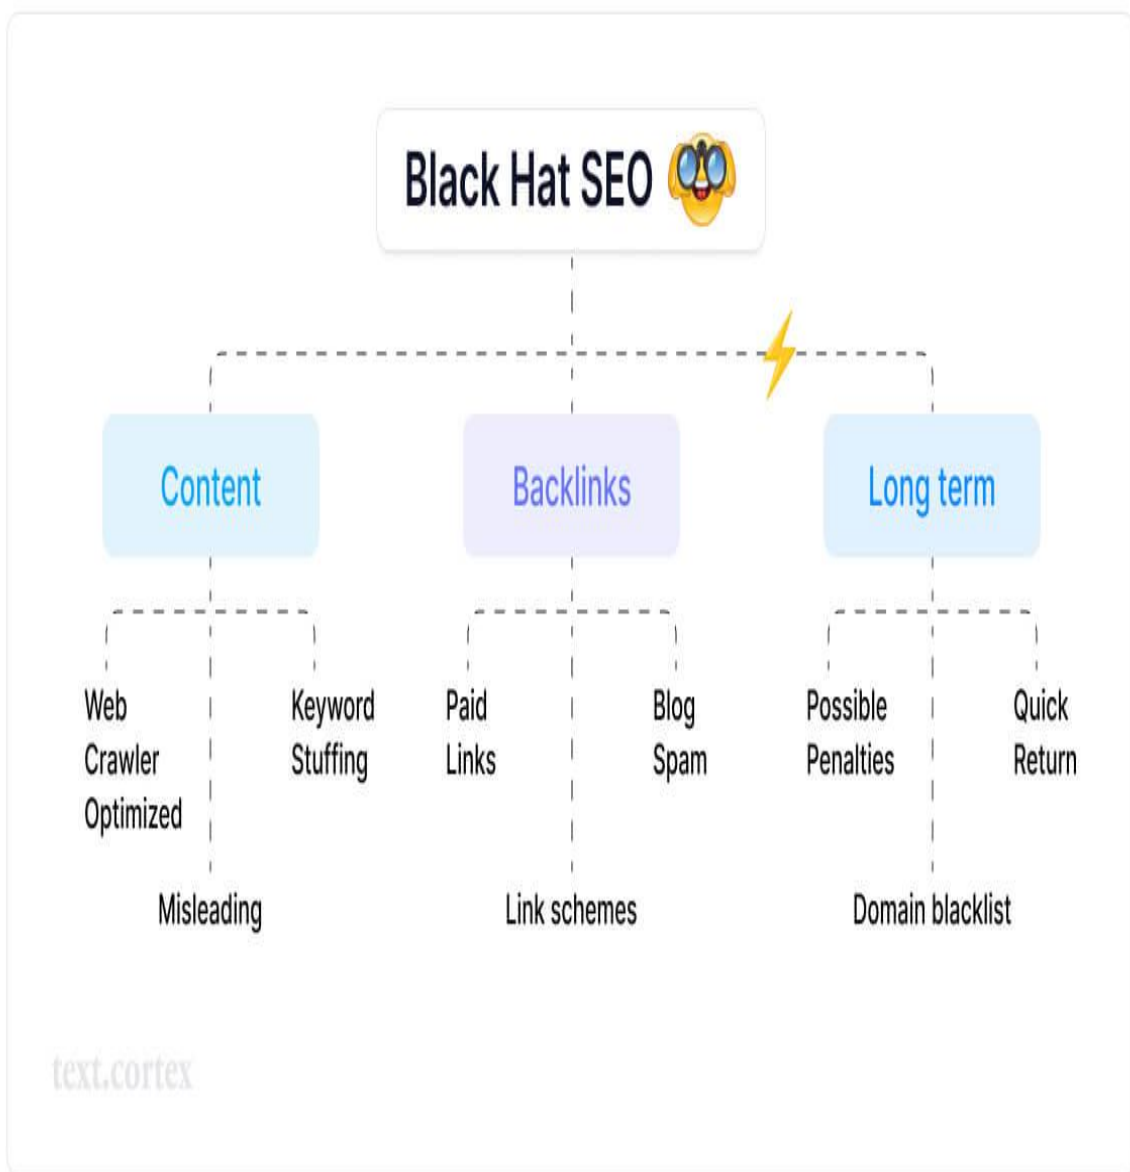 Black Hat SEO
Content
Backlinks
Long term
Web
Crawler
Optimized
Keyword
Stuffing
Misleading
Paid
Links
Blog
Spam
Link schemes
Possible
Penalties
Quick
Return
Domain blacklist
text.cortex